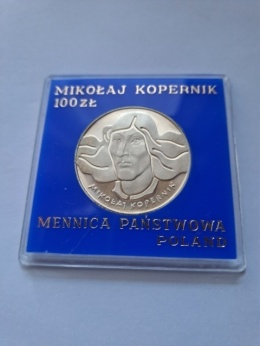 MIKOŁAJ KOPERNIK
100 ZŁ
MIKOŁAJ KOPERNIK
MENNICA PAŃSTWOWA
POLAND